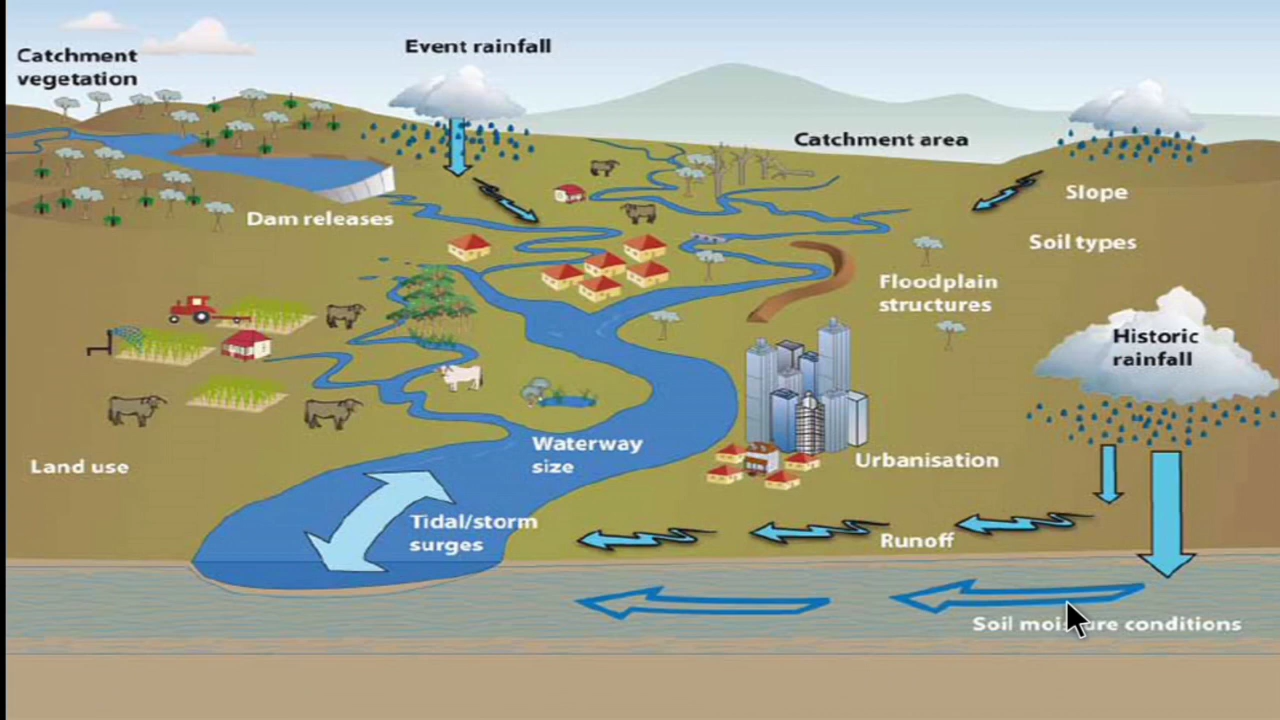 Catchment
vegetation
Event rainfall
Catchment area
Slope
Dam releases
Soil types
Floodplain
structures
Historic
rainfall
Waterway
size
Urbanisation
Land use
Tidal/storm
surges
Runoff
Soil moisture conditions